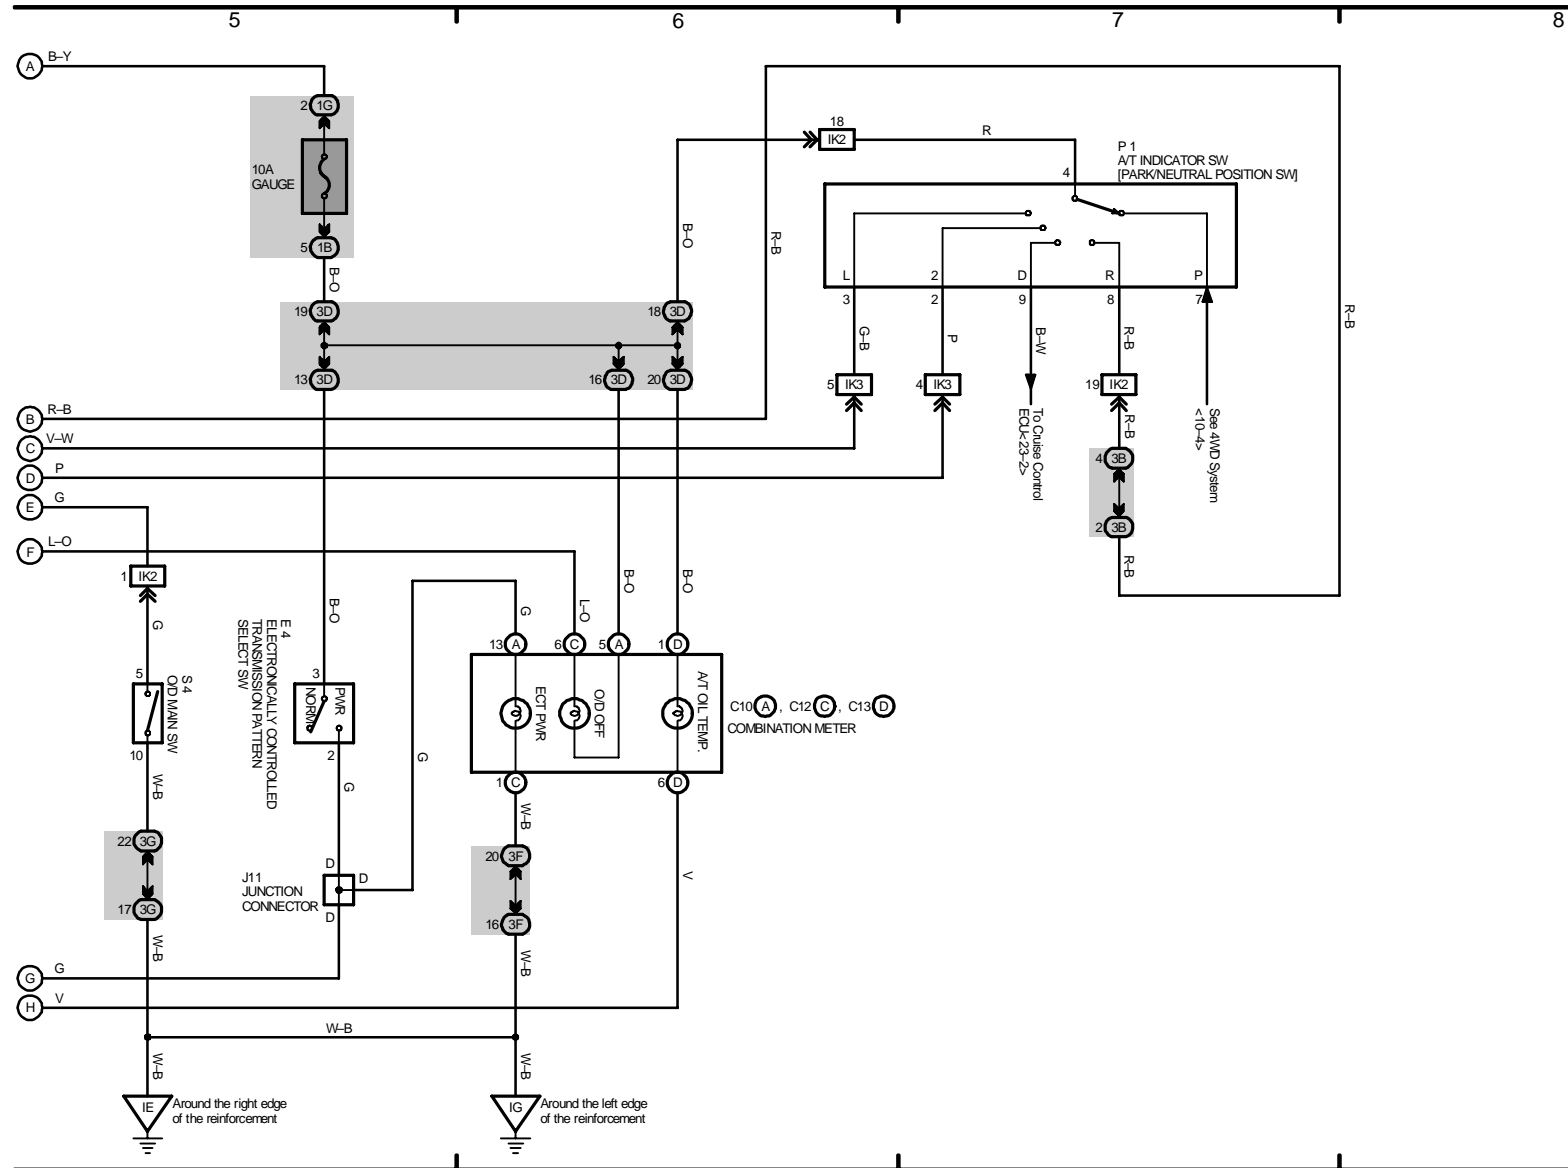 5
6
7
8
A
B–Y
2
1G
10A
GAUGE
5
1B
B–O
19
3D
18
3D
13
3D
16
3D
20
3D
B–O
R–B
18
IK2
R
P 1
A/T INDICATOR SW
[PARK/NEUTRAL POSITION SW]
4
L
2
D
R
P
3
2
9
8
7
G–B
P
B–W
R–B
R–B
5
IK3
4
IK3
19
IK2
To Cruise Control
ECU<23–2>
R–B
See 4WD System
<10–4>
4
3B
2
3B
R–B
B
R–B
C
V–W
D
P
E
G
F
L–O
1
IK2
G
B–O
G
L–O
B–O
B–O
E 4
ELECTRONICALLY CONTROLLED
TRANSMISSION PATTERN
SELECT SW
5
S 4
O/D MAIN SW
10
3
PWR
NORM
2
13
A
6
C
5
A
1
D
ECT PWR
O/D OFF
A/T OIL TEMP.
C10
A
, C12
C
, C13
D
COMBINATION METER
1
C
6
D
W–B
G
G
W–B
22
3G
17
3G
20
3F
16
3F
D
D
D
J11
JUNCTION
CONNECTOR
V
W–B
W–B
G
G
H
V
W–B
W–B
W–B
IE
Around the right edge
of the reinforcement
IG
Around the left edge
of the reinforcement